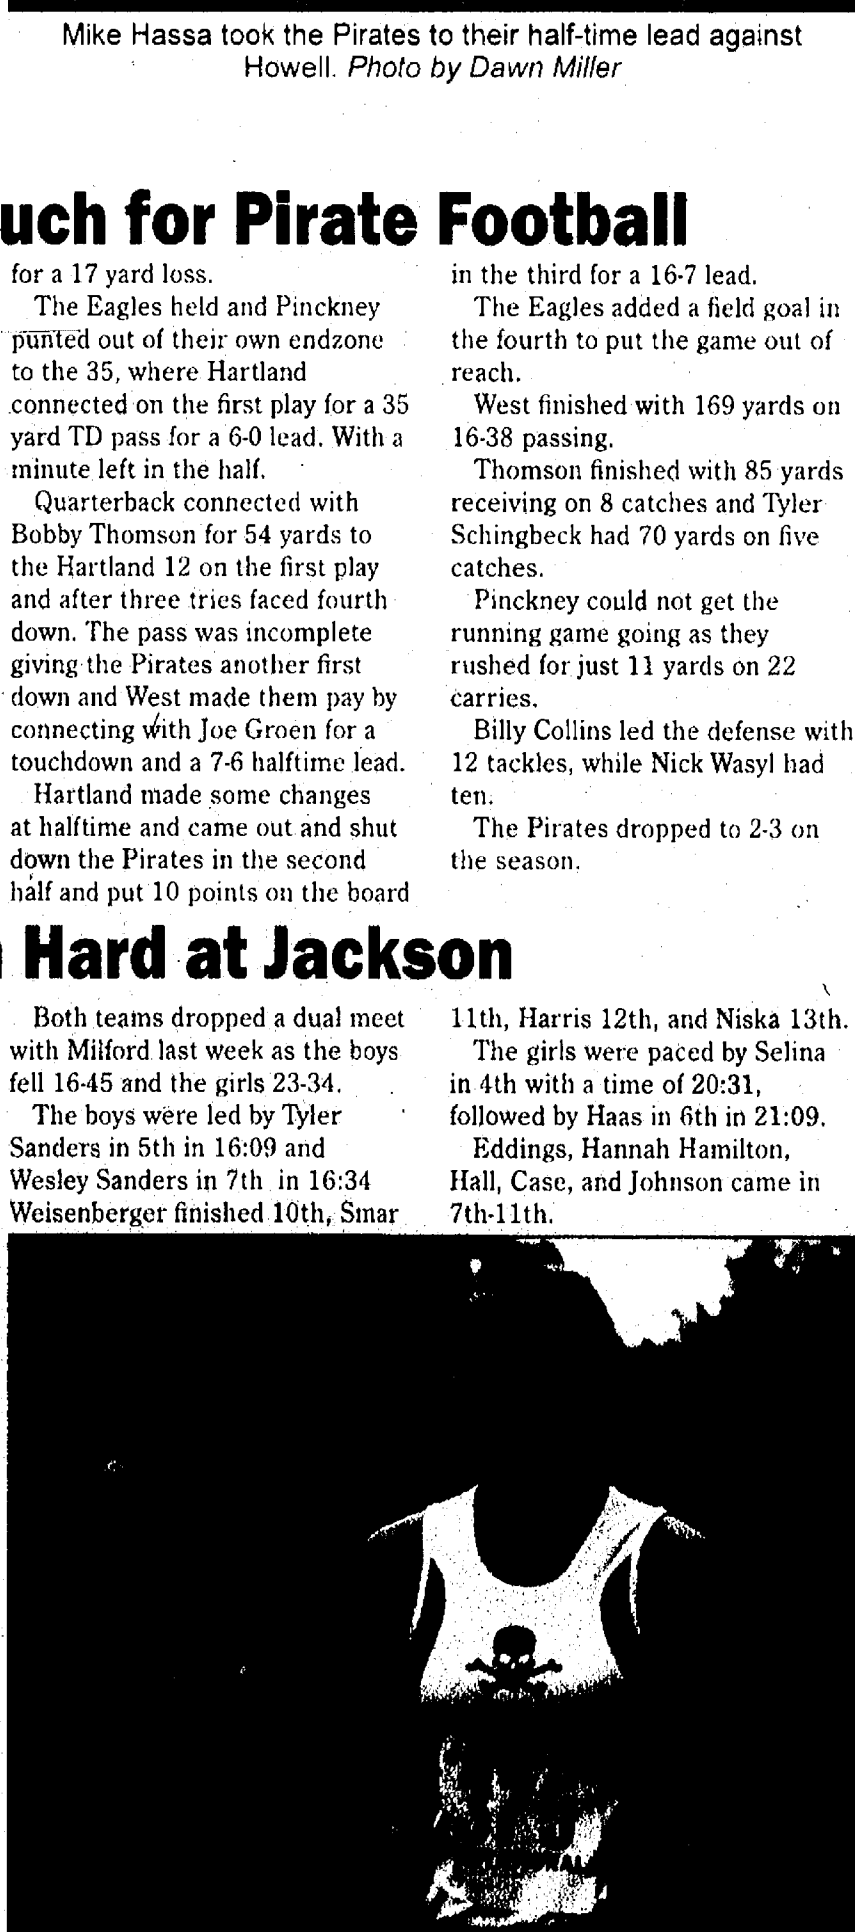 Mike Hassa took the Pirates to their half-time lead against
Howell. Photo by Dawn Miller
uch for Pirate Football
for a 17 yard loss.
The Eagles held and Pinckney
punted out of their own endzone
to the 35, where Hartland
connected on the first play for a 35
yard TD pass for a 6-0 lead. With a
minute left in the half.
Quarterback connected with
Bobby Thomson for 54 yards to
the Hartland 12 on the first play
and after three tries faced fourth
down. The pass was incomplete
giving the Pirates another first
down and West made them pay by
connecting with Joe Groen for a
touchdown and a 7-6 halftime lead.
Hartland made some changes
at halftime and came out and shut
down the Pirates in the second
half and put 10 points on the board
in the third for a 16-7 lead.
The Eagles added a field goal in
the fourth to put the game out of
reach.
West finished with 169 yards on
16-38 passing.
Thomson finished with 85 yards
receiving on 8 catches and Tyler
Schingbeck had 70 yards on five
catches.
Pinckney could not get the
running game going as they
rushed for just 11 yards on 22
carries.
Billy Collins led the defense with
12 tackles, while Nick Wasyl had
ten.
The Pirates dropped to 2-3 on
the season.
Hard at Jackson
Both teams dropped a dual meet
with Milford last week as the boys
fell 16-45 and the girls 23-34.
The boys were led by Tyler
Sanders in 5th in 16:09 and
Wesley Sanders in 7th in 16:34
Weisenberger finished 10th, Smar
11th, Harris 12th, and Niska 13th.
The girls were paced by Selina
in 4th with a time of 20:31,
followed by Haas in 6th in 21:09.
Eddings, Hannah Hamilton,
Hall, Case, and Johnson came in
7th-11th.